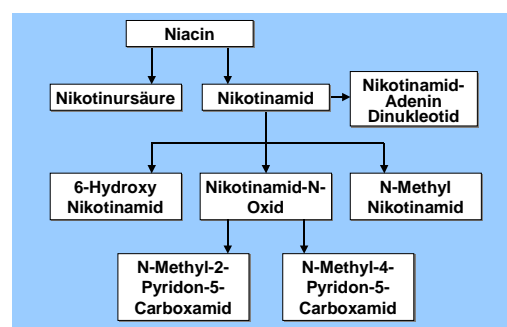 Niacin
Nikotinursäure
Nikotinamid
Nikotinamid-
Adenin
Dinukleotid
6-Hydroxy
Nikotinamid
Nikotinamid-N-
Oxid
N-Methyl
Nikotinamid
N-Methyl-2-
Pyridon-5-
Carboxamid
N-Methyl-4-
Pyridon-5-
Carboxamid